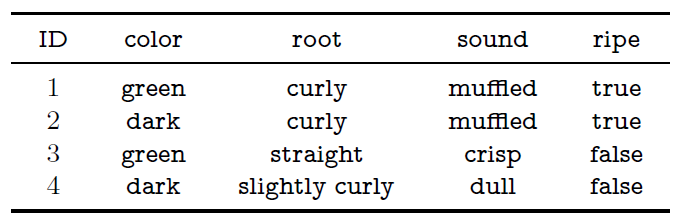 ID color root sound ripe
1 green curly muffled true
2 dark curly muffled true
3 green straight crisp false
4 dark slightly curly dull false